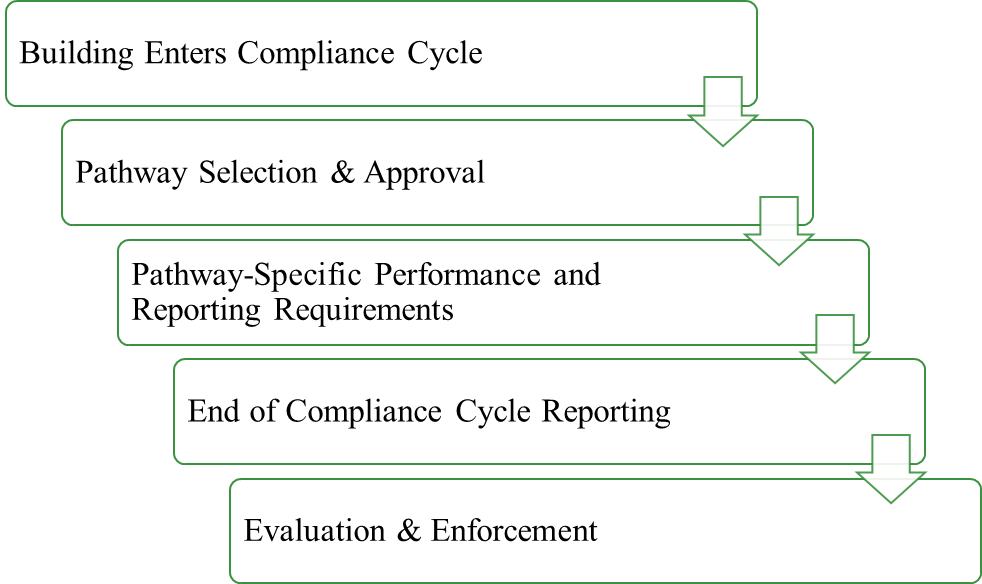 Building Enters Compliance Cycle
Pathway Selection & Approval
Pathway-Specific Performance and
Reporting Requirements
End of Compliance Cycle Reporting
Evaluation & Enforcement